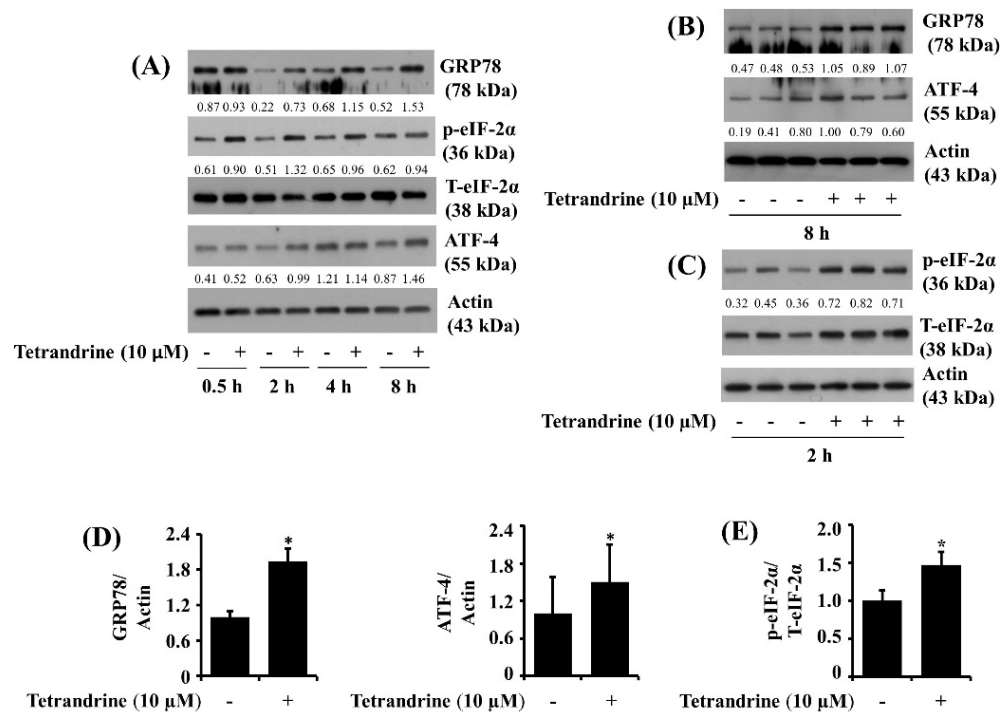 (A)
GRP78
(78 kDa)
0.87 0.93 0.22 0.73 0.68 1.15 0.52 1.53
p-eIF-2α
(36 kDa)
0.61 0.90 0.51 1.32 0.65 0.96 0.62 0.94
T-eIF-2α
(38 kDa)
ATF-4
(55 kDa)
0.41 0.52 0.63 0.99 1.21 1.14 0.87 1.46
Actin
(43 kDa)
Tetrandrine (10 μM) - + - + - + - +
0.5 h 2 h 4 h 8 h
(B)
GRP78
(78 kDa)
0.47 0.48 0.53 1.05 0.89 1.07
ATF-4
(55 kDa)
0.19 0.41 0.80 1.00 0.79 0.60
Actin
(43 kDa)
Tetrandrine (10 μM) - - - + + +
8 h
(C)
p-eIF-2α
(36 kDa)
0.32 0.45 0.36 0.72 0.82 0.71
T-eIF-2α
(38 kDa)
Actin
(43 kDa)
Tetrandrine (10 μM) - - - + + +
2 h
(D)
GRP78/
Actin
2.4
1.8
1.2
0.6
0
*
Tetrandrine (10 μM) - +
ATF-4/
Actin
2.4
1.8
1.2
0.6
0
*
Tetrandrine (10 μM) - +
(E)
p-eIF-2α/
T-eIF-2α
2.0
1.5
1.0
0.5
0
*
Tetrandrine (10 μM) - +